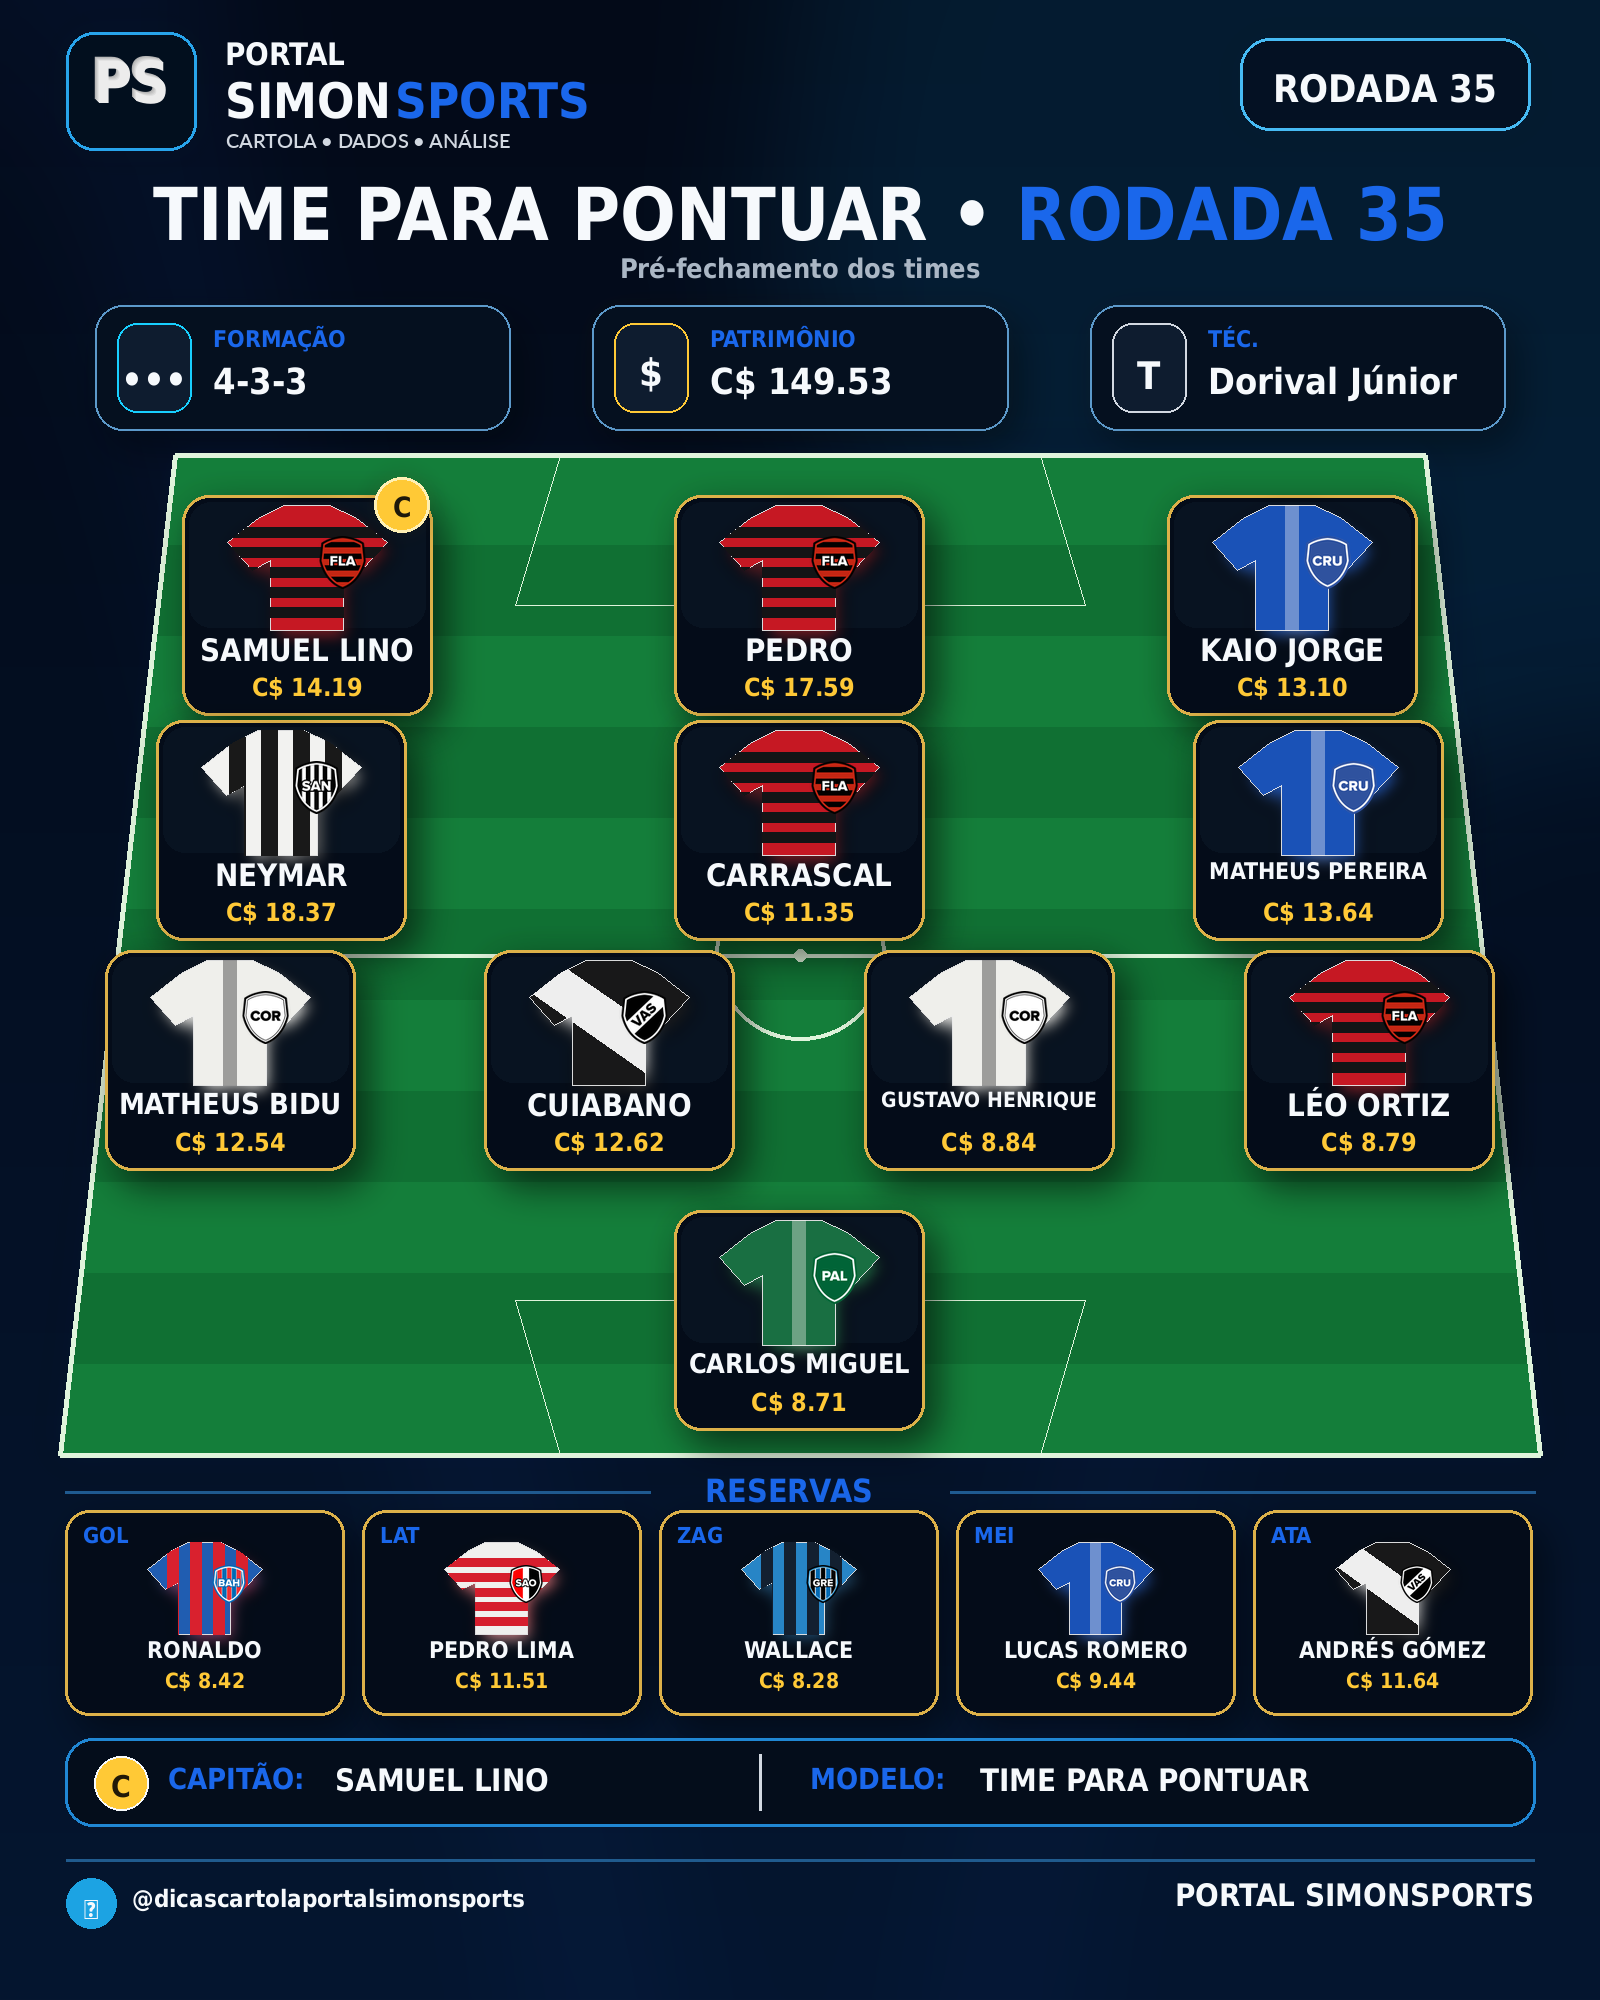 PS
PORTAL
SIMONSPORTS
CARTOLA • DADOS • ANÁLISE
RODADA 35
TIME PARA PONTUAR • RODADA 35
Pré-fechamento dos times
FORMAÇÃO
4-3-3
$
PATRIMÔNIO
C$ 149.53
T
TÉC.
Dorival Júnior
C
FLA
FLA
CRU
SAMUEL LINO
PEDRO
KAIO JORGE
C$ 14.19
C$ 17.59
C$ 13.10
SAN
FLA
CRU
NEYMAR
CARRASCAL
MATHEUS PEREIRA
C$ 18.37
C$ 11.35
C$ 13.64
COR
VAS
COR
FLA
MATHEUS BIDU
CUIABANO
GUSTAVO HENRIQUE
LÉO ORTIZ
C$ 12.54
C$ 12.62
C$ 8.84
C$ 8.79
PAL
CARLOS MIGUEL
C$ 8.71
RESERVAS
GOL
LAT
ZAG
MEI
ATA
BAH
SAO
GRE
CRU
VAS
RONALDO
PEDRO LIMA
WALLACE
LUCAS ROMERO
ANDRÉS GÓMEZ
C$ 8.42
C$ 11.51
C$ 8.28
C$ 9.44
C$ 11.64
C CAPITÃO: SAMUEL LINO
MODELO: TIME PARA PONTUAR
@dicascartolaportalsimonsports
PORTAL SIMONSPORTS